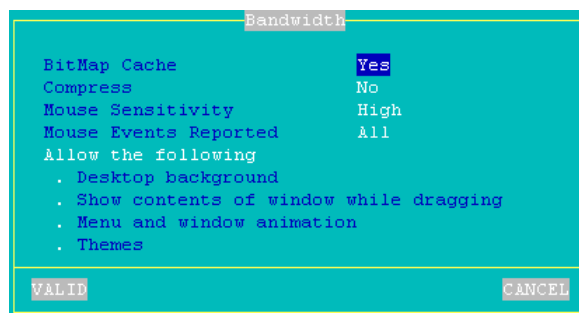 Bandwidth
BitMap Cache Yes
Compress No
Mouse Sensitivity High
Mouse Events Reported All
Allow the following
. Desktop background
. Show contents of window while dragging
. Menu and window animation
. Themes
VALID CANCEL